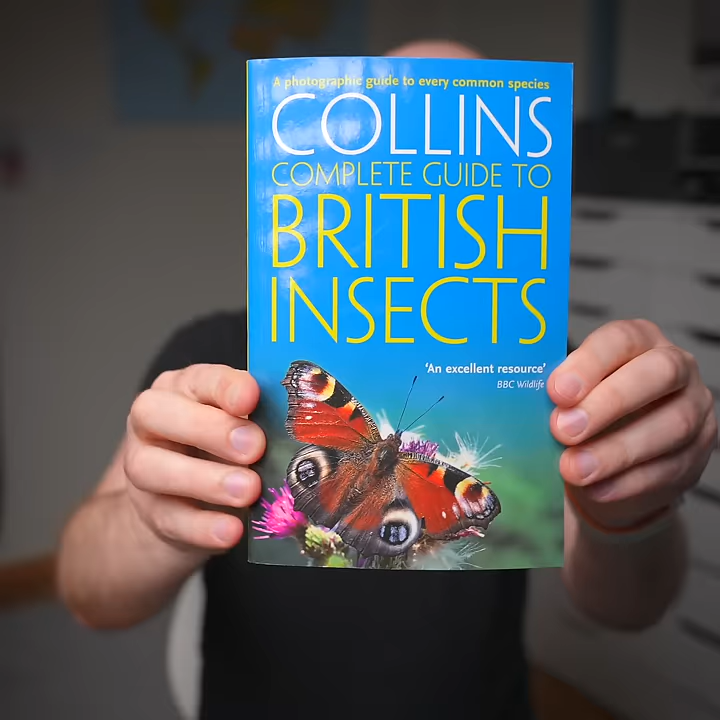 A photographic guide to every common species
COLLINS
COMPLETE GUIDE TO
BRITISH
INSECTS
‘An excellent resource’
BBC Wildlife